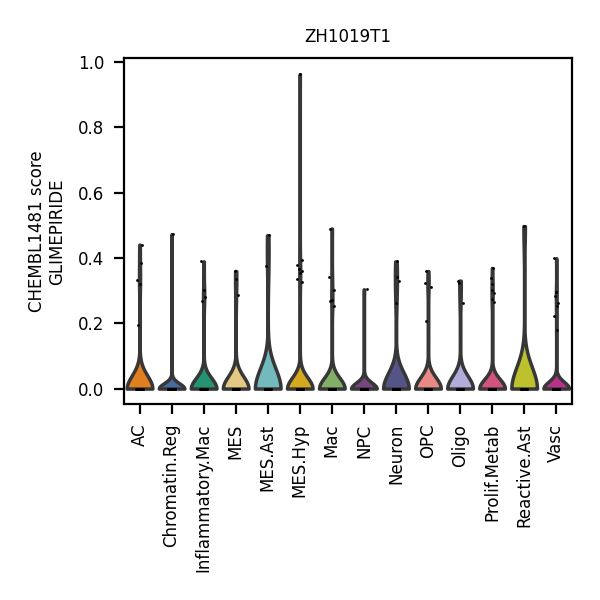 ZH1019T1
CHEMBL1481 score
GLIMEPIRIDE
1.0
0.8
0.6
0.4
0.2
0.0
AC
Chromatin.Reg
Inflammatory.Mac
MES
MES.Ast
MES.Hyp
Mac
NPC
Neuron
OPC
Oligo
Prolif.Metab
Reactive.Ast
Vasc